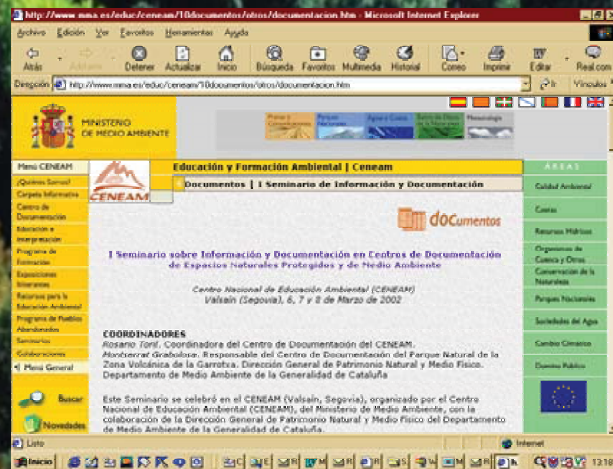 http://www.mma.es/educ/ceneam/10documentos/otros/documentacion.htm - Microsoft Internet Explorer
Archivo Edición Ver Favoritos Herramientas Ayuda
Atrás Detener Actualizar Inicio Búsqueda Favoritos Multimedia Historial Correo Imprimir Editar Real.com
Dirección http://www.mma.es/educ/ceneam/10documentos/otros/documentacion.htm Ir Vínculos
MINISTERIO
DE MEDIO AMBIENTE
Menú CENEAM
¿Quiénes Somos?
Carpeta Informativa
Centro de
Documentación
Educación e
Interpretación
Programa de
Formación
Exposiciones
Itinerantes
Recursos para la
Educación Ambiental
Programa de Pueblos
Abandonados
Seminarios
Colaboraciones
Menú General
Buscar
Novedades
CENEAM
Educación y Formación Ambiental | Ceneam
Documentos | I Seminario de Información y Documentación
documentos
I Seminario sobre Información y Documentación en Centros de Documentación
de Espacios Naturales Protegidos y de Medio Ambiente
Centro Nacional de Educación Ambiental (CENEAM)
Valsaín (Segovia), 6, 7 y 8 de Marzo de 2002
COORDINADORES
Rosario Toril. Coordinadora del Centro de Documentación del CENEAM.
Montserrat Grabolosa. Responsable del Centro de Documentación del Parque Natural de la
Zona Volcánica de la Garrotxa. Dirección General de Patrimonio Natural y Medio Físico.
Departamento de Medio Ambiente de la Generalidad de Cataluña
Este Seminario se celebró en el CENEAM (Valsaín, Segovia), organizado por el Centro
Nacional de Educación Ambiental (CENEAM), del Ministerio de Medio Ambiente, con la
colaboración de la Dirección General de Patrimonio Natural y Medio Físico del Departamento
de Medio Ambiente de la Generalidad de Cataluña.
ÁREAS
Calidad Ambiental
Costas
Recursos Hídricos
Organismos de
Cuenca y Otros
Conservación de la
Naturaleza
Parques Nacionales
Sociedades del Agua
Cambio Climático
Dominio Público
Listo Internet
Inicio 13:10